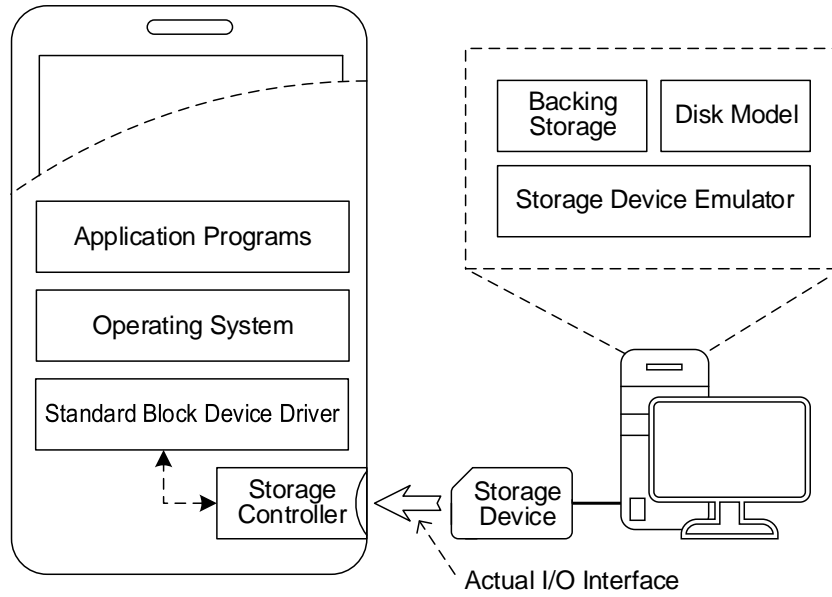 Application Programs
Operating System
Standard Block Device Driver
Storage
Controller
Storage
Device
Actual I/O Interface
Backing
Storage
Disk Model
Storage Device Emulator